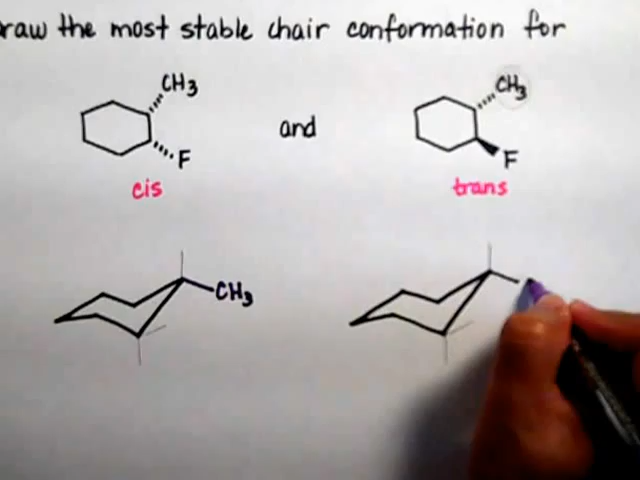 raw the most stable chair conformation for
CH3
F
cis
and
CH3
F
trans
CH3